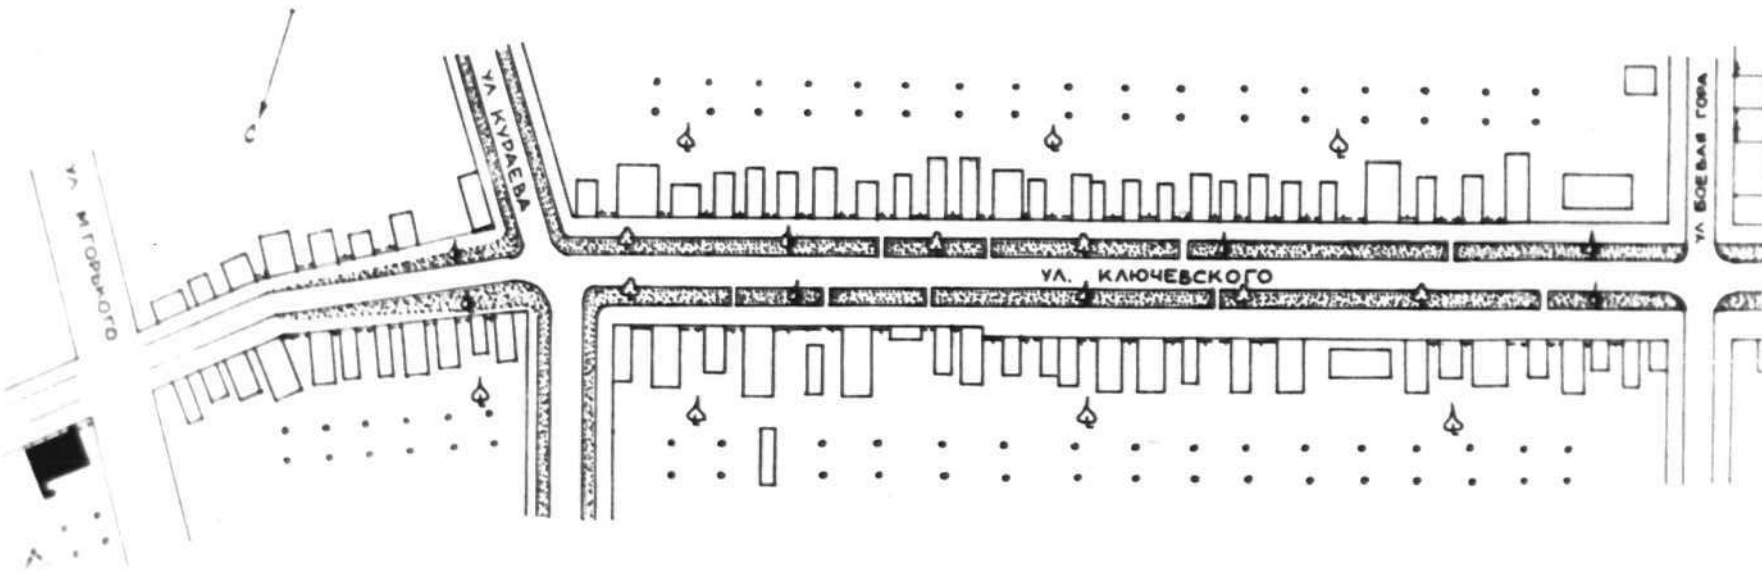 С
УЛ КУРАЕВА
УЛ М ГОРЬКОГО
УЛ. КЛЮЧЕВСКОГО
УЛ БОЕВАЯ ГОРА